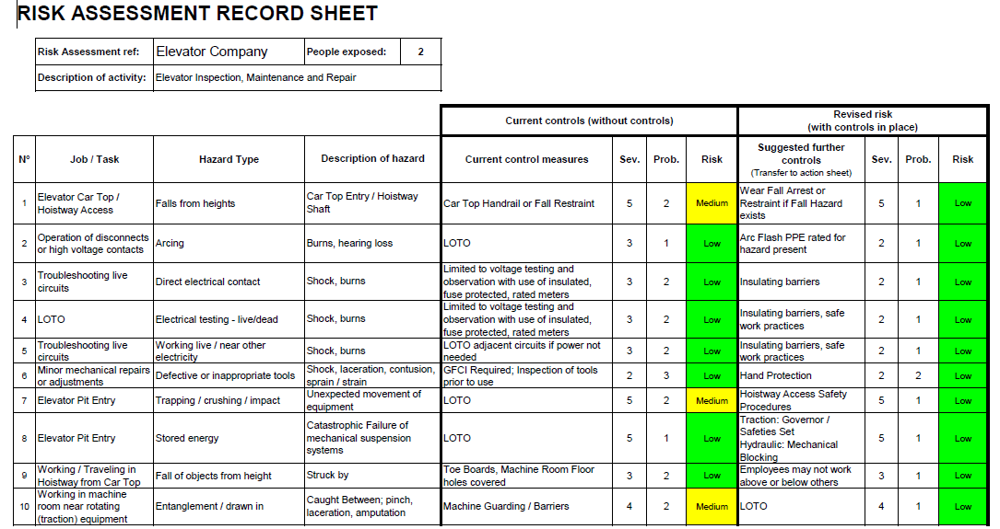 RISK ASSESSMENT RECORD SHEET
Risk Assessment ref: Elevator Company People exposed: 2
Description of activity: Elevator Inspection, Maintenance and Repair
Current controls (without controls)
Revised risk
(with controls in place)
N°
Job / Task
Hazard Type
Description of hazard
Current control measures
Sev.
Prob.
Risk
Suggested further
controls
(Transfer to action sheet)
Sev.
Prob.
Risk
1
Elevator Car Top /
Hoistway Access
Falls from heights
Car Top Entry / Hoistway
Shaft
Car Top Handrail or Fall Restraint
5
2
Medium
Wear Fall Arrest or
Restraint if Fall Hazard
exists
5
1
Low
2
Operation of disconnects
or high voltage contacts
Arcing
Burns, hearing loss
LOTO
3
1
Low
Arc Flash PPE rated for
hazard present
2
1
Low
3
Troubleshooting live
circuits
Direct electrical contact
Shock, burns
Limited to voltage testing and
observation with use of insulated,
fuse protected, rated meters
3
2
Low
Insulating barriers
2
1
Low
4
LOTO
Electrical testing - live/dead
Shock, burns
Limited to voltage testing and
observation with use of insulated,
fuse protected, rated meters
3
2
Low
Insulating barriers, safe
work practices
2
1
Low
5
Troubleshooting live
circuits
Working live / near other
electricity
Shock, burns
LOTO adjacent circuits if power not
needed
3
2
Low
Insulating barriers, safe
work practices
2
1
Low
6
Minor mechanical repairs
or adjustments
Defective or inappropriate tools
Shock, laceration, contusion,
sprain / strain
GFCI Required; Inspection of tools
prior to use
2
3
Low
Hand Protection
2
2
Low
7
Elevator Pit Entry
Trapping / crushing / impact
Unexpected movement of
equipment
LOTO
5
2
Medium
Hoistway Access Safety
Procedures
5
1
Low
8
Elevator Pit Entry
Stored energy
Catastrophic Failure of
mechanical suspension
systems
LOTO
5
1
Low
Traction: Governor /
Safeties Set
Hydraulic: Mechanical
Blocking
5
1
Low
9
Working / Traveling in
Hoistway from Car Top
Fall of objects from height
Struck by
Toe Boards, Machine Room Floor
holes covered
3
2
Low
Employees may not work
above or below others
3
1
Low
10
Working in machine
room near rotating
(traction) equipment
Entanglement / drawn in
Caught Between; pinch,
laceration, amputation
Machine Guarding / Barriers
4
2
Medium
LOTO
4
1
Low